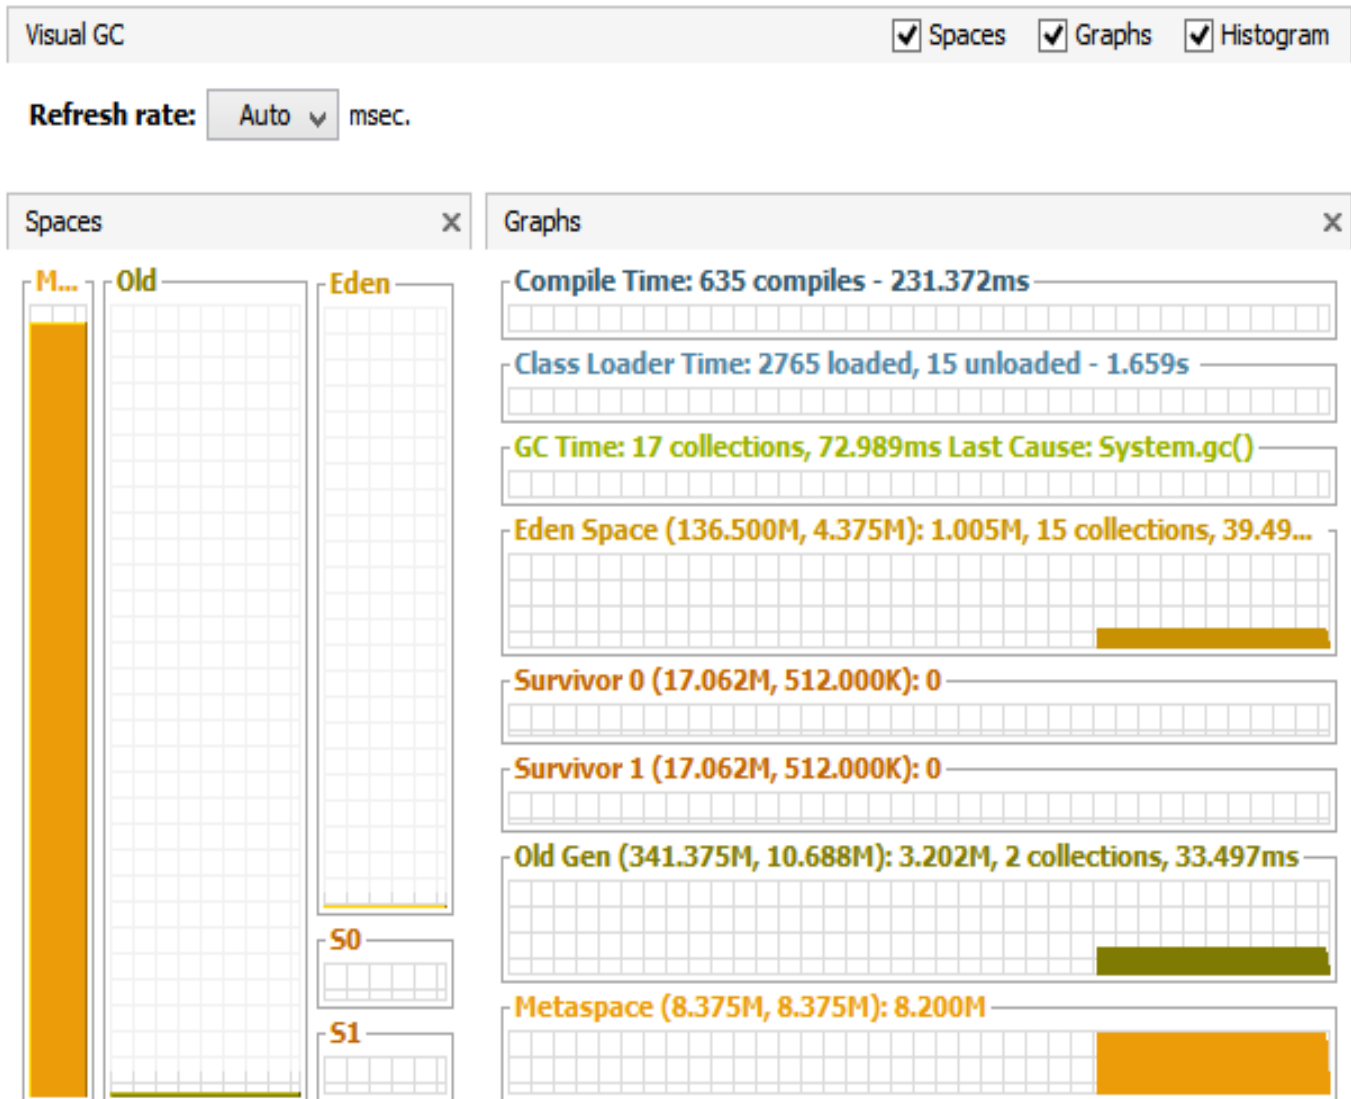 Visual GC
Spaces Graphs Histogram
Refresh rate: Auto msec.
Spaces
M...
Old
Eden
S0
S1
Graphs
Compile Time: 635 compiles - 231.372ms
Class Loader Time: 2765 loaded, 15 unloaded - 1.659s
GC Time: 17 collections, 72.989ms Last Cause: System.gc()
Eden Space (136.500M, 4.375M): 1.005M, 15 collections, 39.49...
Survivor 0 (17.062M, 512.000K): 0
Survivor 1 (17.062M, 512.000K): 0
Old Gen (341.375M, 10.688M): 3.202M, 2 collections, 33.497ms
Metaspace (8.375M, 8.375M): 8.200M